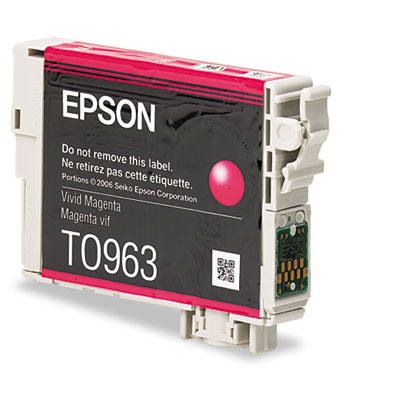 EPSON
Do not remove this label.
Ne retirez pas cette étiquette.
Portions ©2006 Seiko Epson Corporation
Vivid Magenta
Magenta vif
T0963